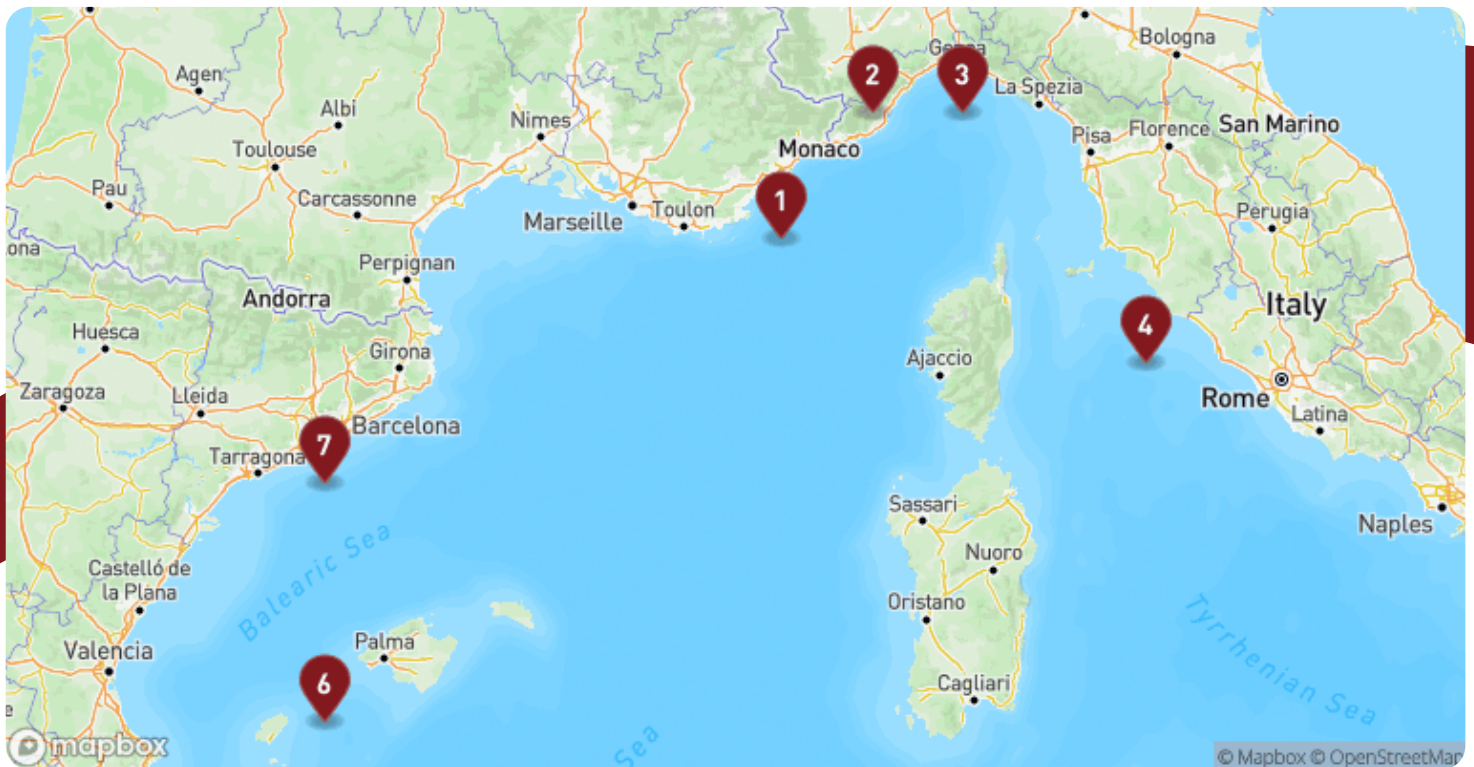 Bologna
Genoa
Agen
2
3
La Spezia
Albi
Nimes
Pisa
Florence
San Marino
Toulouse
Monaco
Pau
Carcassonne
1
Marseille
Toulon
Perugia
ona
Perpignan
Andorra
Italy
Huesca
4
Girona
Ajaccio
Zaragoza
Lleida
Rome
Latina
Barcelona
7
Tarragona
Sassari
Naples
Balearic Sea
Nuoro
Castelló de
la Plana
Oristano
Tyrrhenian Sea
Valencia
Palma
6
Cagliari
e
Sea
mapbox
© Mapbox © OpenStreetMap